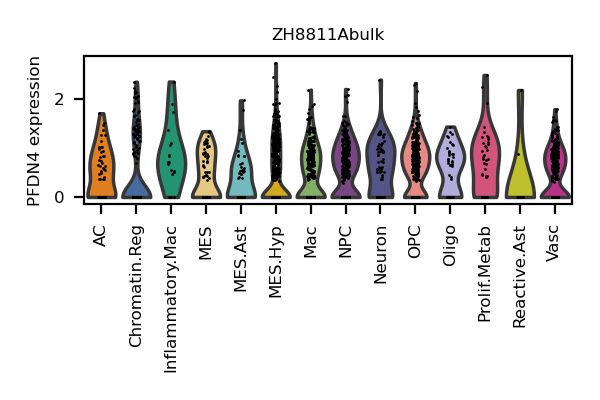 ZH8811Abulk
PFDN4 expression
2
0
AC
Chromatin.Reg
Inflammatory.Mac
MES
MES.Ast
MES.Hyp
Mac
NPC
Neuron
OPC
Oligo
Prolif.Metab
Reactive.Ast
Vasc